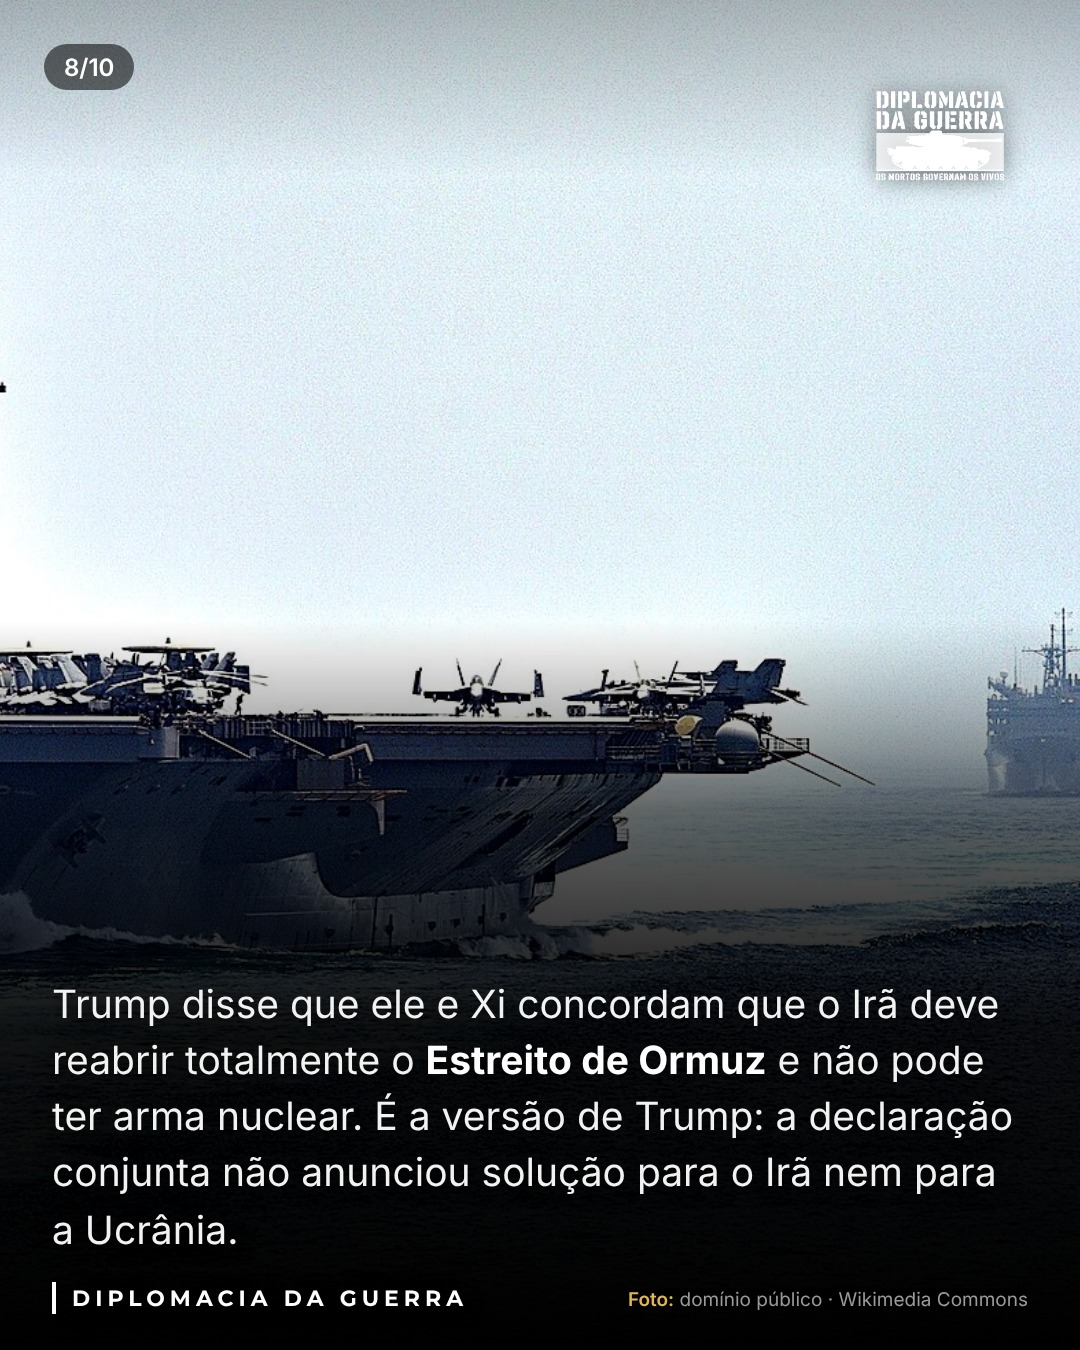 8/10
DIPLOMACIA
DA GUERRA
OS MORTOS GOVERNAM OS VIVOS
Trump disse que ele e Xi concordam que o Irã deve
reabrir totalmente o Estreito de Ormuz e não pode
ter arma nuclear. É a versão de Trump: a declaração
conjunta não anunciou solução para o Irã nem para
a Ucrânia.
DIPLOMACIA DA GUERRA
Foto: domínio público · Wikimedia Commons